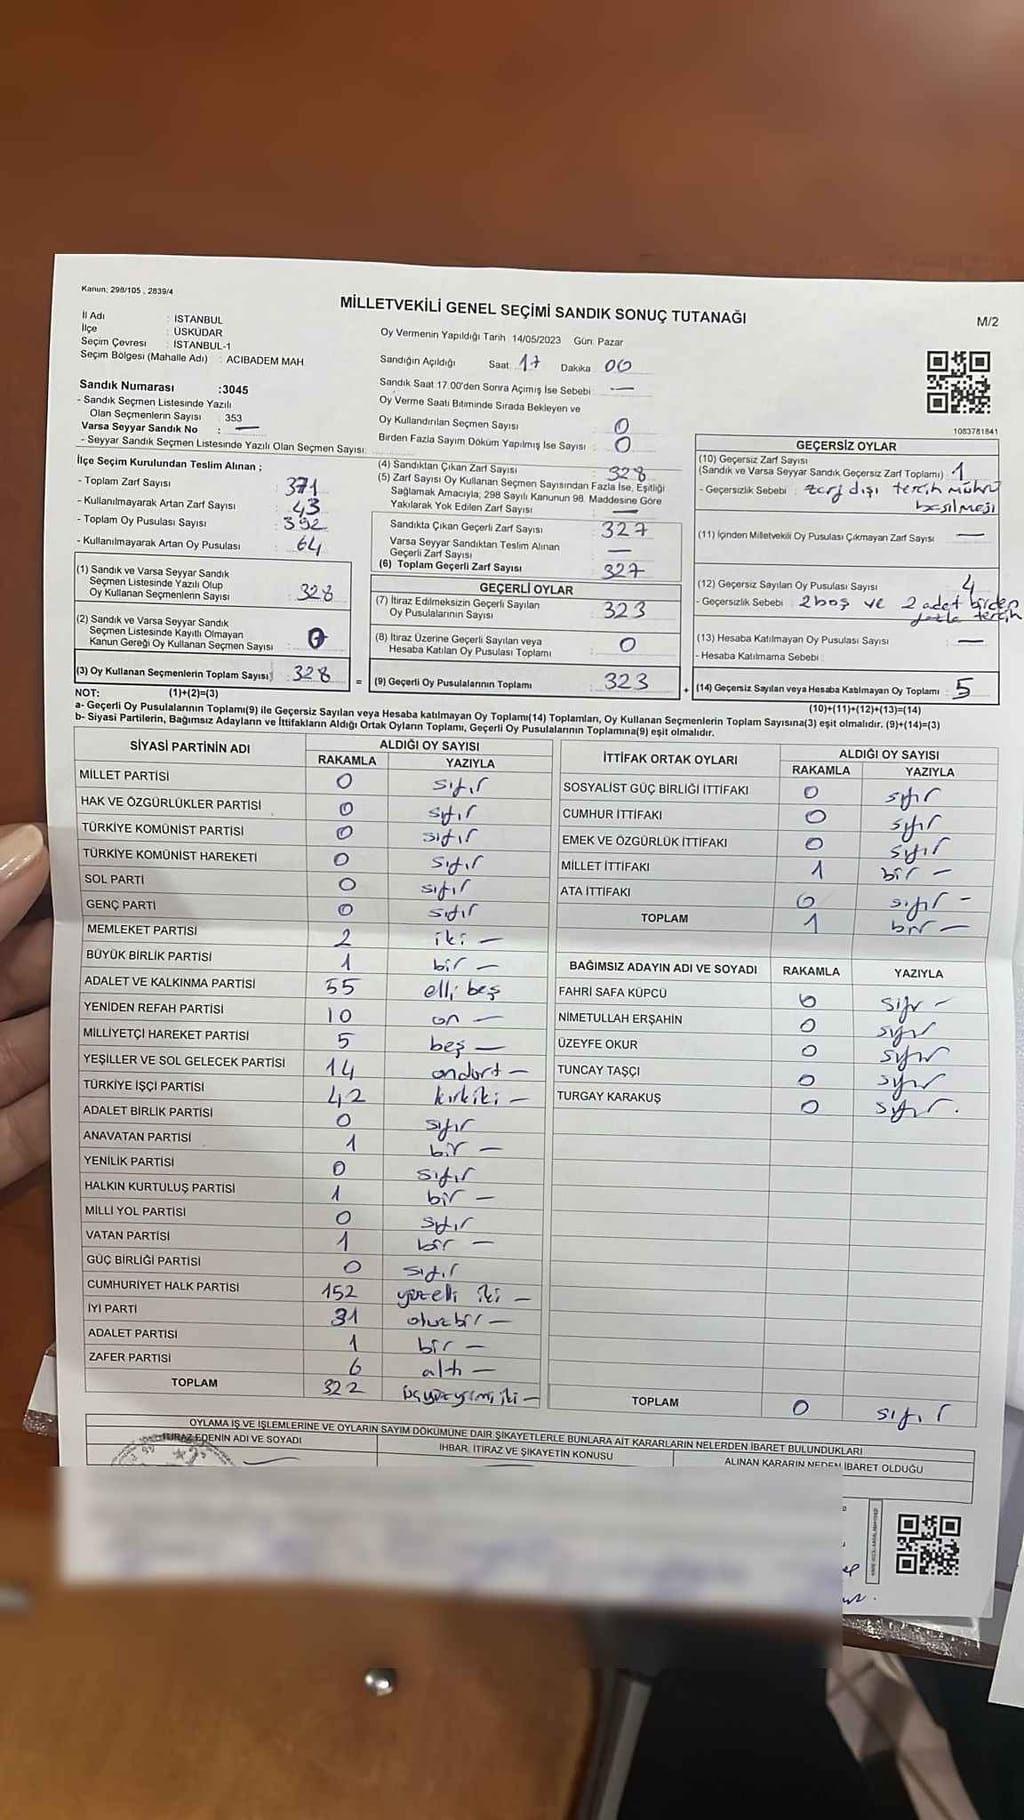 Kanun: 298/105 , 2839/4
MİLLETVEKİLİ GENEL SEÇİMİ SANDIK SONUÇ TUTANAĞI
M/2
İl Adı : İSTANBUL
İlçe : ÜSKÜDAR
Seçim Çevresi : İSTANBUL-1
Seçim Bölgesi (Mahalle Adı) : ACIBADEM MAH.
Sandık Numarası :3045
- Sandık Seçmen Listesinde Yazılı
Olan Seçmenlerin Sayısı : 353
Varsa Seyyar Sandık No : —
- Seyyar Sandık Seçmen Listesinde Yazılı Olan Seçmen Sayısı:
İlçe Seçim Kurulundan Teslim Alınan ;
- Toplam Zarf Sayısı : 371
- Kullanılmayarak Artan Zarf Sayısı : 43
- Toplam Oy Pusulası Sayısı : 392
- Kullanılmayarak Artan Oy Pusulası : 64
Oy Vermenin Yapıldığı Tarih 14/05/2023 Gün: Pazar
Sandığın Açıldığı Saat 17 Dakika 00
Sandık Saat 17.00'den Sonra Açımış İse Sebebi : —
Oy Verme Saati Bitiminde Sırada Bekleyen ve
Oy Kullandırılan Seçmen Sayısı : 0
Birden Fazla Sayım Döküm Yapılmış İse Sayısı : 0
(4) Sandıktan Çıkan Zarf Sayısı : 328
(5) Zarf Sayısı Oy Kullanan Seçmen Sayısından Fazla İse, Eşitliği
Sağlamak Amacıyla; 298 Sayılı Kanunun 98. Maddesine Göre
Yakılarak Yok Edilen Zarf Sayısı : —
Sandıkta Çıkan Geçerli Zarf Sayısı : 327
Varsa Seyyar Sandıktan Teslim Alınan
Geçerli Zarf Sayısı : —
(6) Toplam Geçerli Zarf Sayısı : 327
1083781841
GEÇERSİZ OYLAR
(10) Geçersiz Zarf Sayısı
(Sandık ve Varsa Seyyar Sandık Geçersiz Zarf Toplamı) : 1
- Geçersizlik Sebebi : zarf dışı tercih mührü
basılması
(11) İçinden Milletvekili Oy Pusulası Çıkmayan Zarf Sayısı : —
(12) Geçersiz Sayılan Oy Pusulası Sayısı : 4
- Geçersizlik Sebebi : 2 boş ve 2 adet birden
fazla tercih
(13) Hesaba Katılmayan Oy Pusulası Sayısı : —
- Hesaba Katılmama Sebebi :
(14) Geçersiz Sayılan veya Hesaba Katılmayan Oy Toplamı : 5
(10)+(11)+(12)+(13)=(14)
(1) Sandık ve Varsa Seyyar Sandık
Seçmen Listesinde Yazılı Olup
Oy Kullanan Seçmenlerin Sayısı : 328
(2) Sandık ve Varsa Seyyar Sandık
Seçmen Listesinde Kayıtlı Olmayan
Kanun Gereği Oy Kullanan Seçmen Sayısı : 0
(3) Oy Kullanan Seçmenlerin Toplam Sayısı : 328 =
GEÇERLİ OYLAR
(7) İtiraz Edilmeksizin Geçerli Sayılan
Oy Pusulalarının Sayısı : 323
(8) İtiraz Üzerine Geçerli Sayılan veya
Hesaba Katılan Oy Pusulası Toplamı : 0
(9) Geçerli Oy Pusulalarının Toplamı : 323 +
NOT: (1)+(2)=(3)
a- Geçerli Oy Pusulalarının Toplamı(9) ile Geçersiz Sayılan veya Hesaba katılmayan Oy Toplamı(14) Toplamları, Oy Kullanan Seçmenlerin Toplam Sayısına(3) eşit olmalıdır. (9)+(14)=(3)
b- Siyasi Partilerin, Bağımsız Adayların ve İttifakların Aldığı Ortak Oyların Toplamı, Geçerli Oy Pusulalarının Toplamına(9) eşit olmalıdır.
SİYASİ PARTİNİN ADI ALDIĞI OY SAYISI
RAKAMLA YAZIYLA
MİLLET PARTİSİ 0 sıfır
HAK VE ÖZGÜRLÜKLER PARTİSİ 0 sıfır
TÜRKİYE KOMÜNİST PARTİSİ 0 sıfır
TÜRKİYE KOMÜNİST HAREKETİ 0 sıfır
SOL PARTİ 0 sıfır
GENÇ PARTİ 0 sıfır
MEMLEKET PARTİSİ 2 iki —
BÜYÜK BİRLİK PARTİSİ 1 bir —
ADALET VE KALKINMA PARTİSİ 55 elli beş
YENİDEN REFAH PARTİSİ 10 on —
MİLLİYETÇİ HAREKET PARTİSİ 5 beş —
YEŞİLLER VE SOL GELECEK PARTİSİ 14 ondört —
TÜRKİYE İŞÇİ PARTİSİ 42 kırkiki —
ADALET BİRLİK PARTİSİ 0 sıfır
ANAVATAN PARTİSİ 1 bir —
YENİLİK PARTİSİ 0 sıfır
HALKIN KURTULUŞ PARTİSİ 1 bir —
MİLLİ YOL PARTİSİ 0 sıfır
VATAN PARTİSİ 1 bir —
GÜÇ BİRLİĞİ PARTİSİ 0 sıfır
CUMHURİYET HALK PARTİSİ 152 yüzelli iki —
İYİ PARTİ 31 otuzbir —
ADALET PARTİSİ 1 bir —
ZAFER PARTİSİ 6 altı —
TOPLAM 322 üçyüzyirmiiki —
İTTİFAK ORTAK OYLARI ALDIĞI OY SAYISI
RAKAMLA YAZIYLA
SOSYALİST GÜÇ BİRLİĞİ İTTİFAKI 0 sıfır
CUMHUR İTTİFAKI 0 sıfır
EMEK VE ÖZGÜRLÜK İTTİFAKI 0 sıfır
MİLLET İTTİFAKI 1 bir —
ATA İTTİFAKI 0 sıfır —
TOPLAM 1 bir —
BAĞIMSIZ ADAYIN ADI VE SOYADI RAKAMLA YAZIYLA
FAHRİ SAFA KÜPCÜ 0 sıfır —
NİMETULLAH ERŞAHİN 0 sıfır
ÜZEYFE OKUR 0 sıfır
TUNCAY TAŞÇI 0 sıfır
TURGAY KARAKUŞ 0 sıfır.
TOPLAM 0 sıfır
OYLAMA İŞ VE İŞLEMLERİNE VE OYLARIN SAYIM DÖKÜMÜNE DAİR ŞİKAYETLERLE BUNLARA AİT KARARLARIN NELERDEN İBARET BULUNDUKLARI
İTİRAZ EDENİN ADI VE SOYADI
İHBAR, İTİRAZ VE ŞİKAYETİN KONUSU
ALINAN KARARIN NEDEN İBARET OLDUĞU